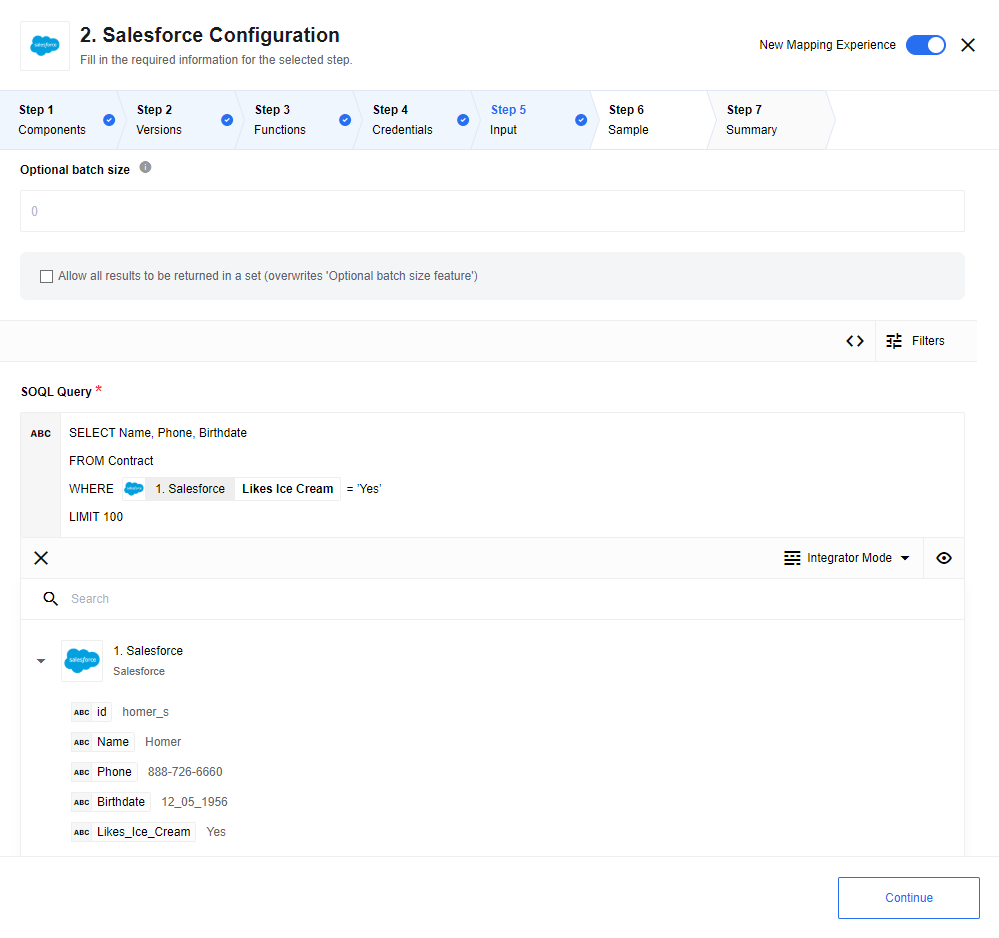 salesforce
2. Salesforce Configuration
Fill in the required information for the selected step.
New Mapping Experience
Step 1
Components
Step 2
Versions
Step 3
Functions
Step 4
Credentials
Step 5
Input
Step 6
Sample
Step 7
Summary
Optional batch size
0
Allow all results to be returned in a set (overwrites 'Optional batch size feature')
Filters
SOQL Query *
ABC
SELECT Name, Phone, Birthdate
FROM Contract
WHERE salesforce 1. Salesforce Likes Ice Cream = 'Yes'
LIMIT 100
Integrator Mode
Search
salesforce
1. Salesforce
Salesforce
ABC id homer_s
ABC Name Homer
ABC Phone 888-726-6660
ABC Birthdate 12_05_1956
ABC Likes_Ice_Cream Yes
Continue